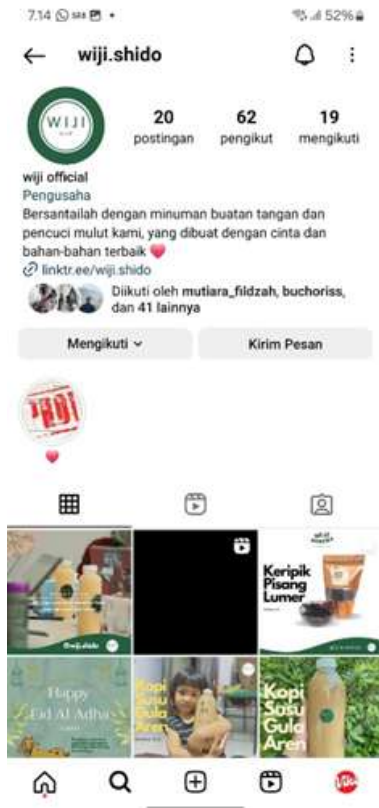 7.14
52%
wiji.shido
WIJI
20 62 19
postingan pengikut mengikuti
wiji official
Pengusaha
Bersantailah dengan minuman buatan tangan dan
pencuci mulut kami, yang dibuat dengan cinta dan
bahan-bahan terbaik
linktr.ee/wiji.shido
Diikuti oleh mutiara_fildzah, buchoriss,
dan 41 lainnya
Mengikuti Kirim Pesan
@wiji.shido
Keripik
Pisang
Lumer
Happy
Eid Al Adha
Kopi
Susu
Gula
Aren
Kopi
Susu
Gula
Aren